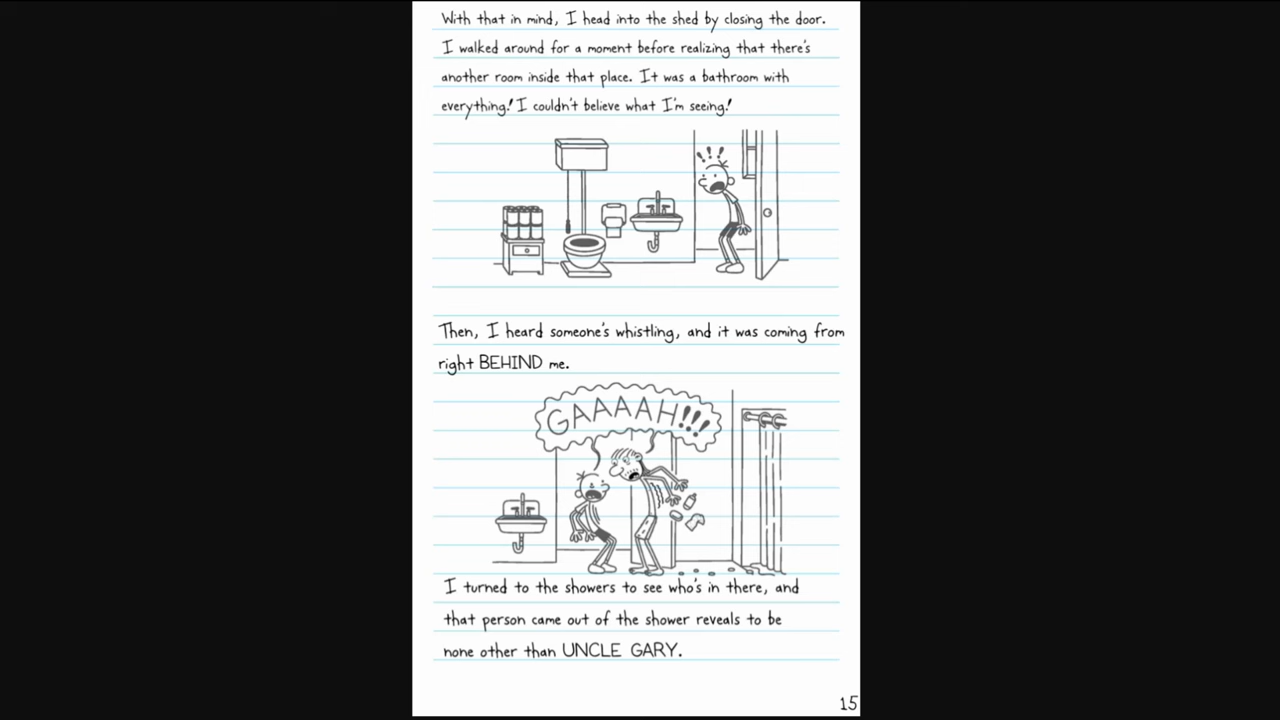 With that in mind, I head into the shed by closing the door.
I walked around for a moment before realizing that there's
another room inside that place. It was a bathroom with
everything! I couldn't believe what I'm seeing!
!!!
Then, I heard someone's whistling, and it was coming from
right BEHIND me.
GAAAAH!!!
I turned to the showers to see who's in there, and
that person came out of the shower reveals to be
none other than UNCLE GARY.
15